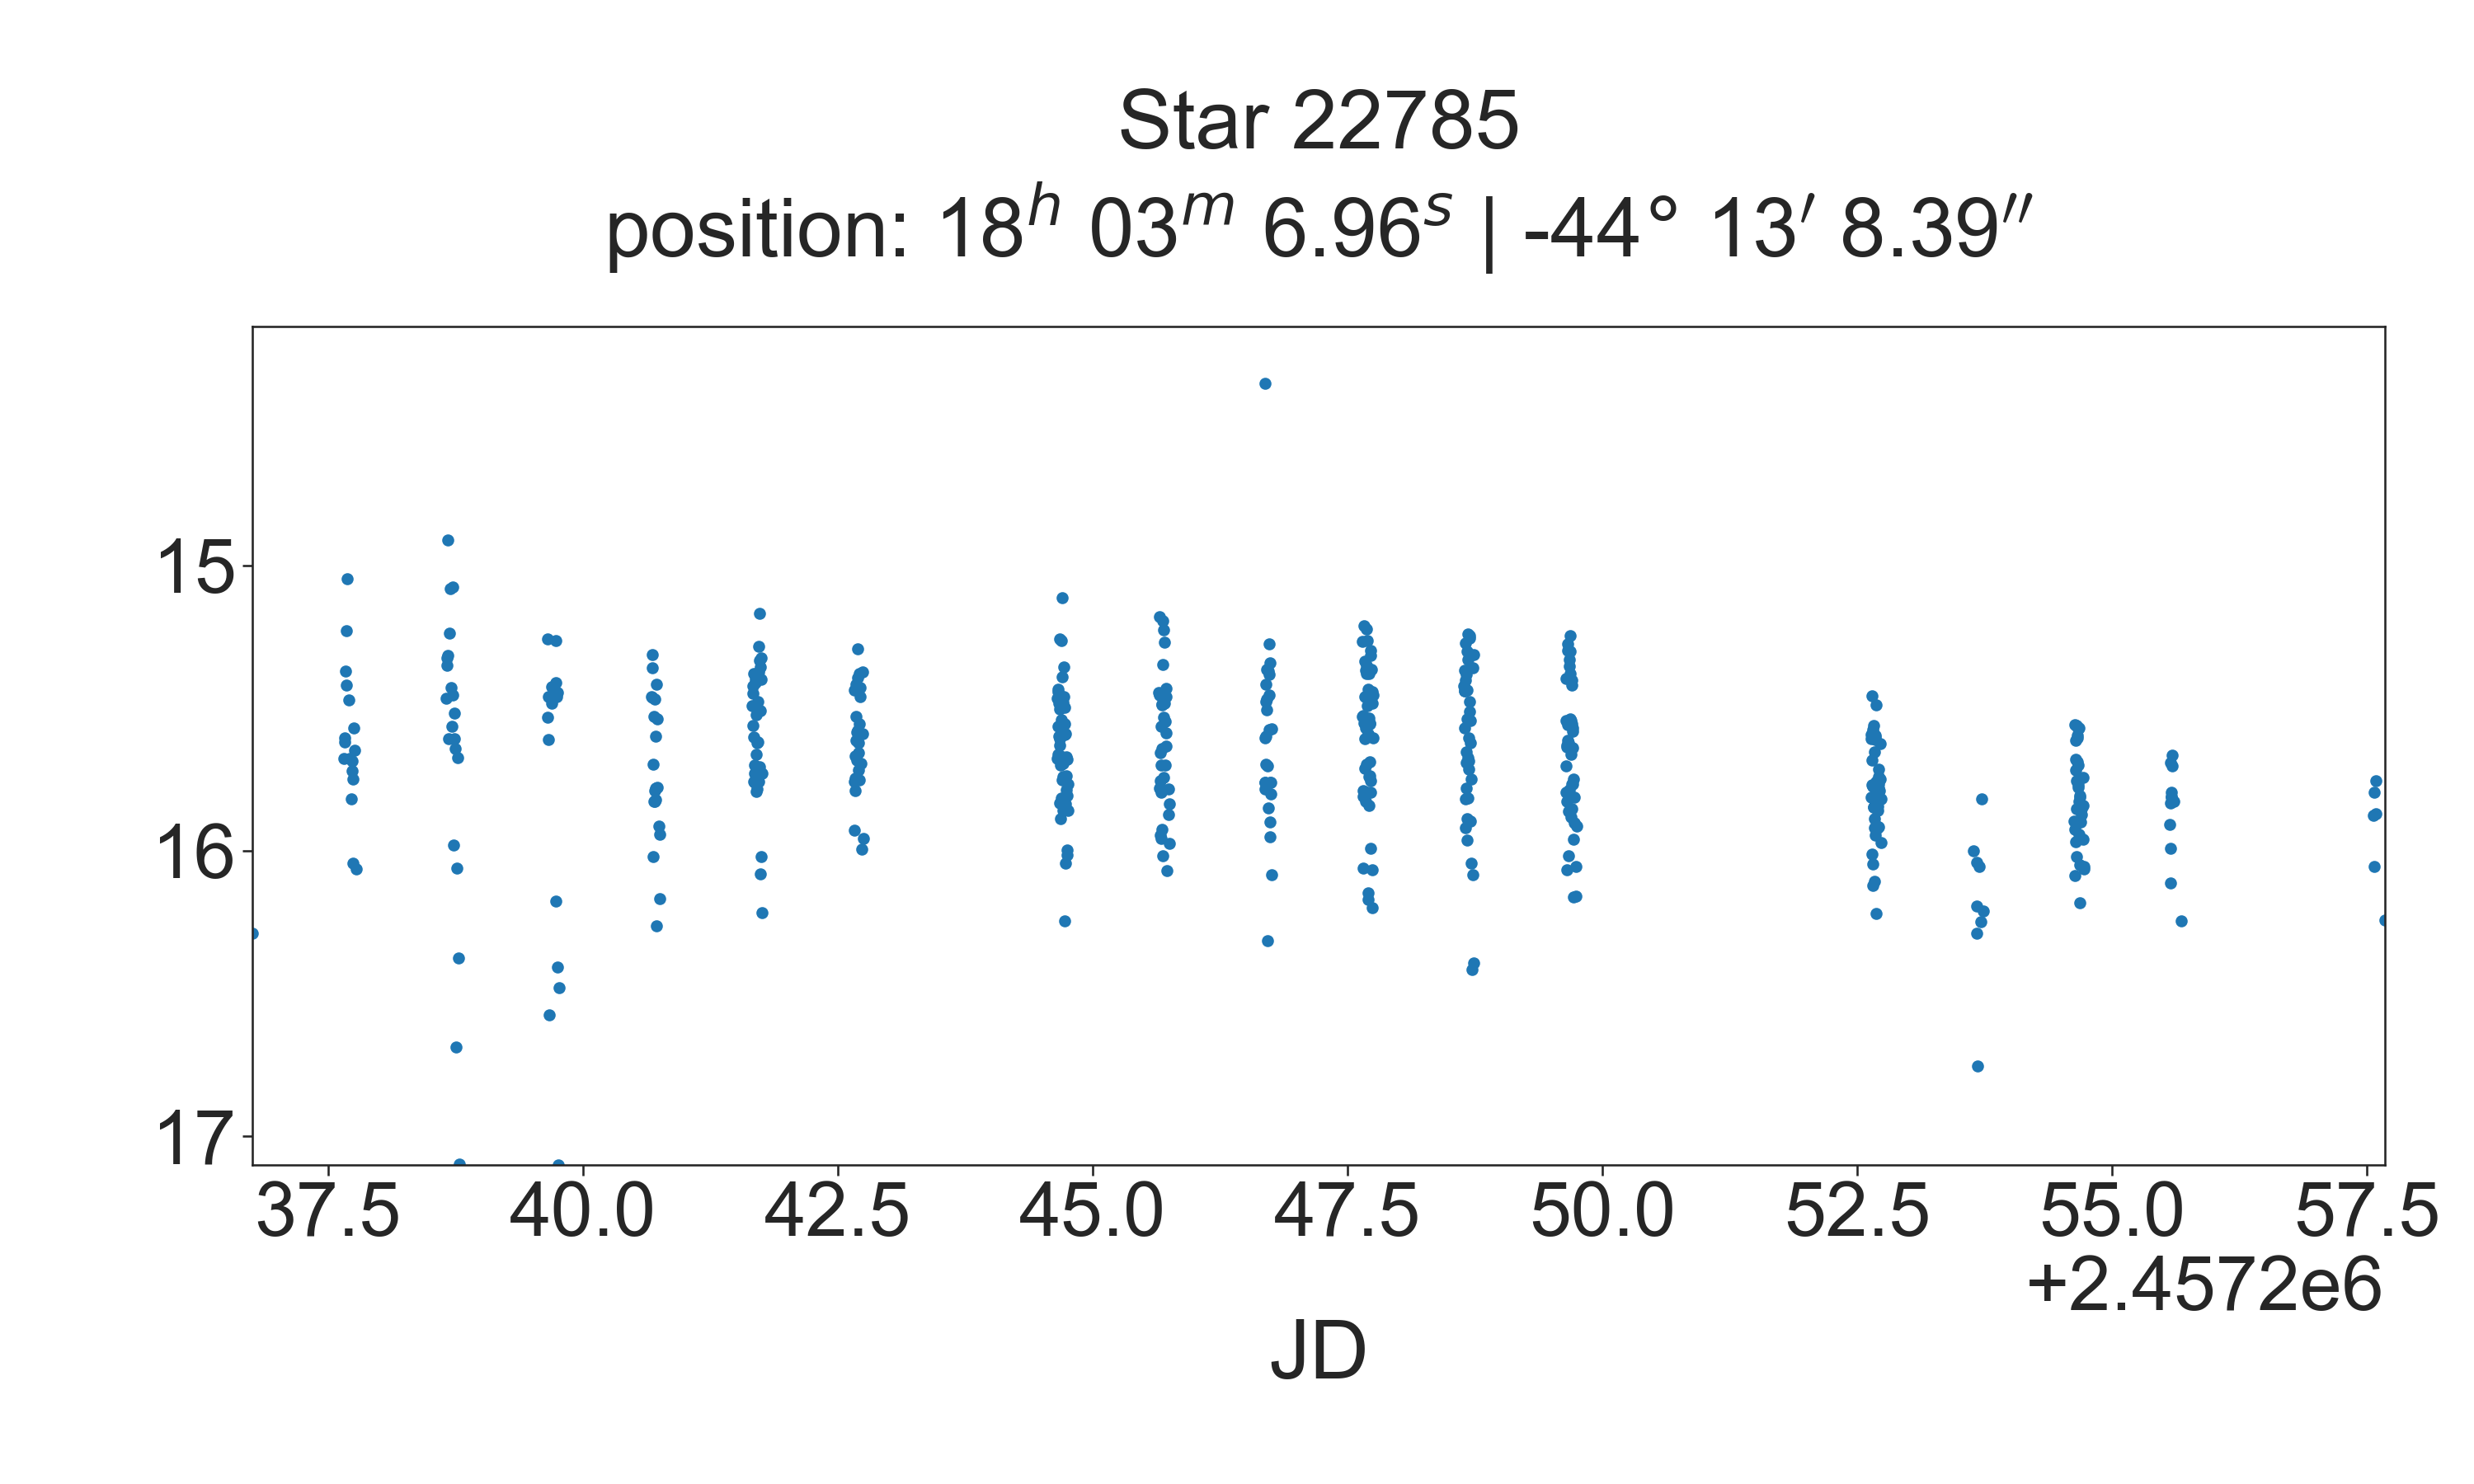 Star 22785
position: 18ʰ 03ᵐ 6.96ˢ | -44° 13′ 8.39′′
15
16
17
37.5 40.0 42.5 45.0 47.5 50.0 52.5 55.0 57.5
+2.4572e6
JD